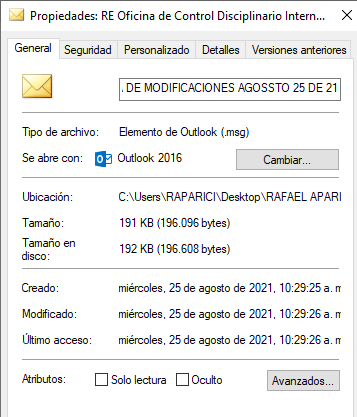 Propiedades: RE Oficina de Control Disciplinario Intern...
General Seguridad Personalizado Detalles Versiones anteriores
DE MODIFICACIONES AGOSSTO 25 DE 21
Tipo de archivo: Elemento de Outlook (.msg)
Se abre con: Outlook 2016 Cambiar...
Ubicación: C:\Users\RAPARICI\Desktop\RAFAEL APARI
Tamaño: 191 KB (196.096 bytes)
Tamaño en disco: 192 KB (196.608 bytes)
Creado: miércoles, 25 de agosto de 2021, 10:29:25 a. m
Modificado: miércoles, 25 de agosto de 2021, 10:29:26 a. m
Último acceso: miércoles, 25 de agosto de 2021, 10:29:26 a. m
Atributos: Solo lectura Oculto Avanzados...